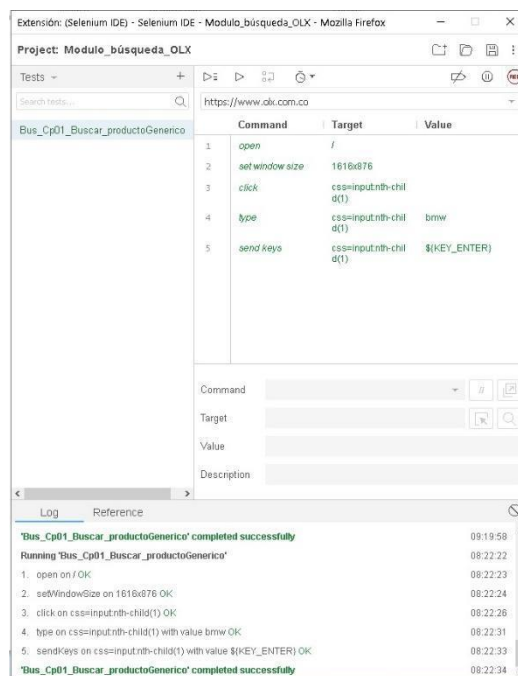 Extensión: (Selenium IDE) - Selenium IDE - Modulo_búsqueda_OLX - Mozilla Firefox
Project: Modulo_búsqueda_OLX
Tests
Search tests...
https://www.olx.com.co
Bus_Cp01_Buscar_productoGenerico
Command Target Value
1 open /
2 set window size 1616x876
3 click css=input:nth-chil
d(1)
4 type css=input:nth-chil bmw
d(1)
5 send keys css=input:nth-chil ${KEY_ENTER}
d(1)
Command //
Target
Value
Description
Log Reference
'Bus_Cp01_Buscar_productoGenerico' completed successfully 09:19:58
Running 'Bus_Cp01_Buscar_productoGenerico' 08:22:22
1. open on / OK 08:22:23
2. setWindowSize on 1616x876 OK 08:22:24
3. click on css=input:nth-child(1) OK 08:22:26
4. type on css=input:nth-child(1) with value bmw OK 08:22:31
5. sendKeys on css=input:nth-child(1) with value ${KEY_ENTER} OK 08:22:33
'Bus_Cp01_Buscar_productoGenerico' completed successfully 08:22:34